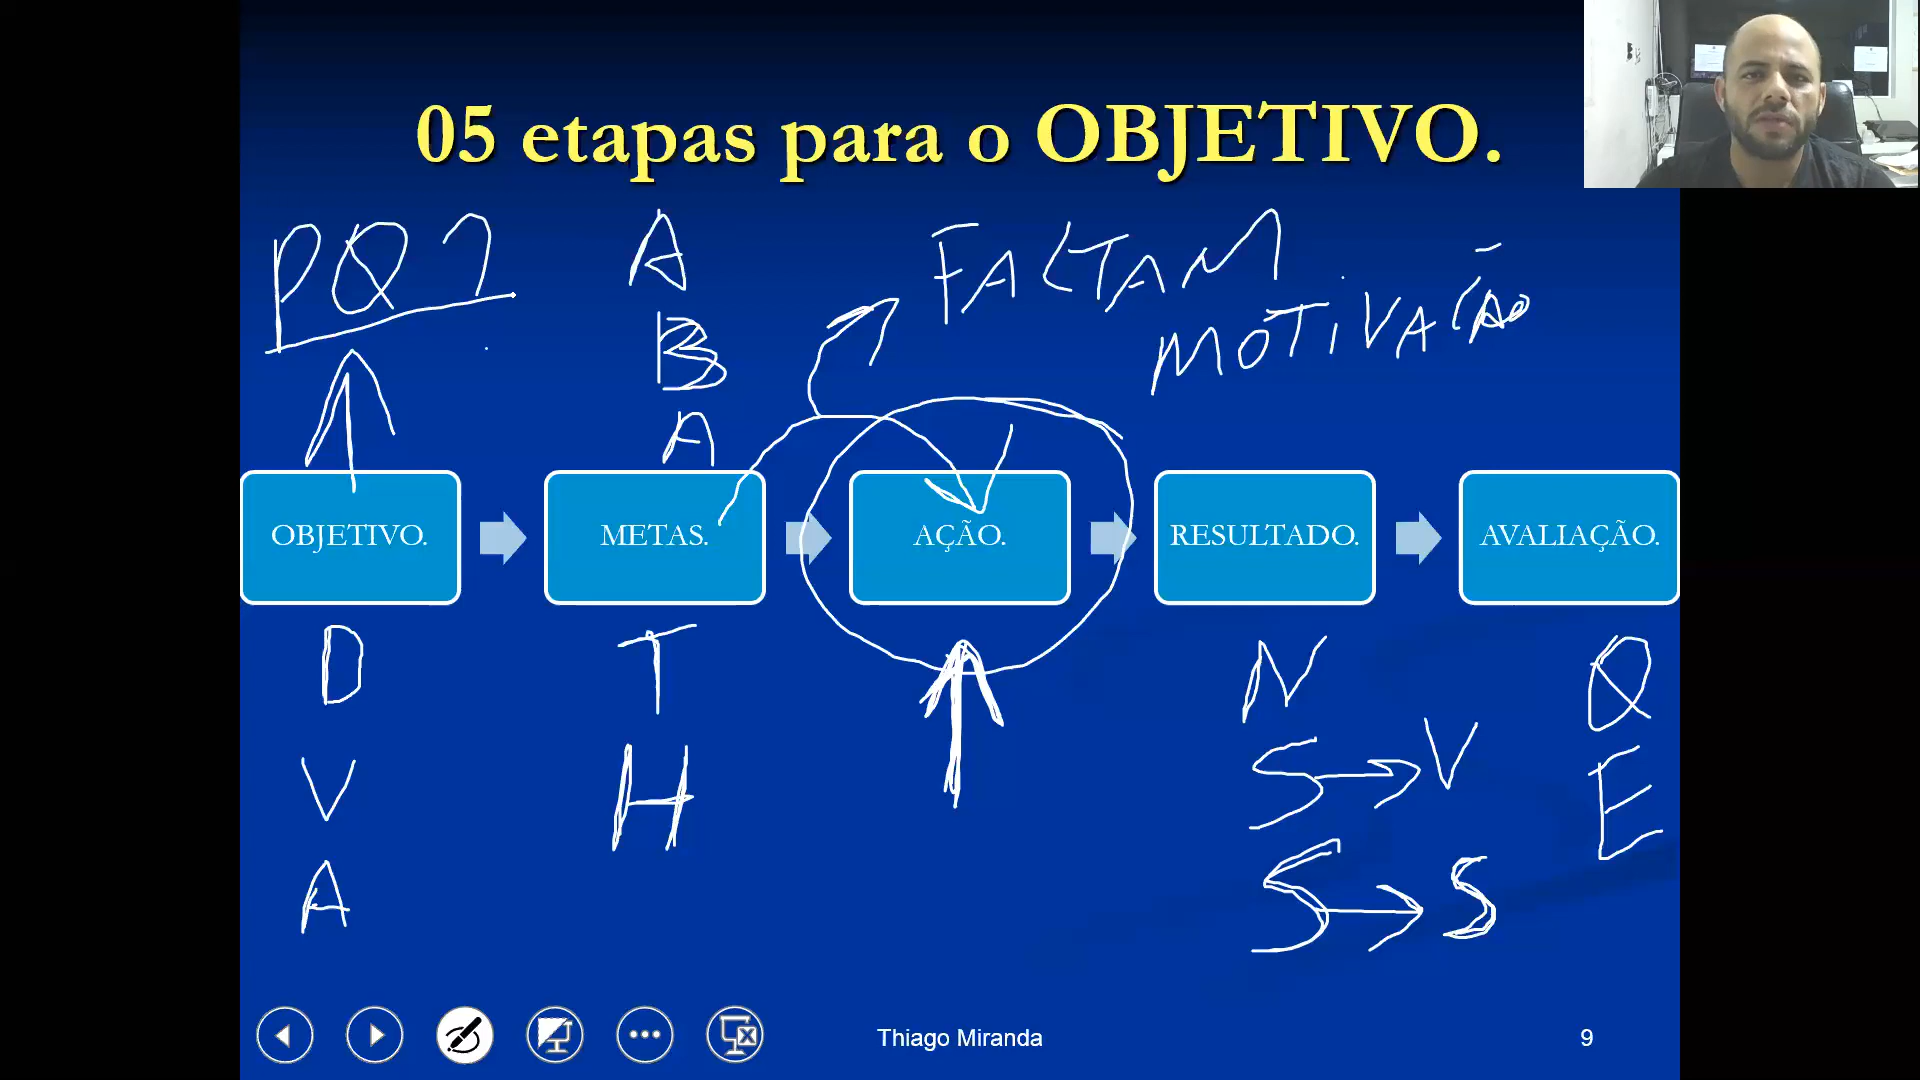 05 etapas para o OBJETIVO.
PQ?
A
B
A
FALTAM
MOTIVAÇÃO
OBJETIVO.
METAS.
AÇÃO.
RESULTADO.
AVALIAÇÃO.
D
V
A
T
H
N
S → V
S → S
Q
E
Thiago Miranda
9